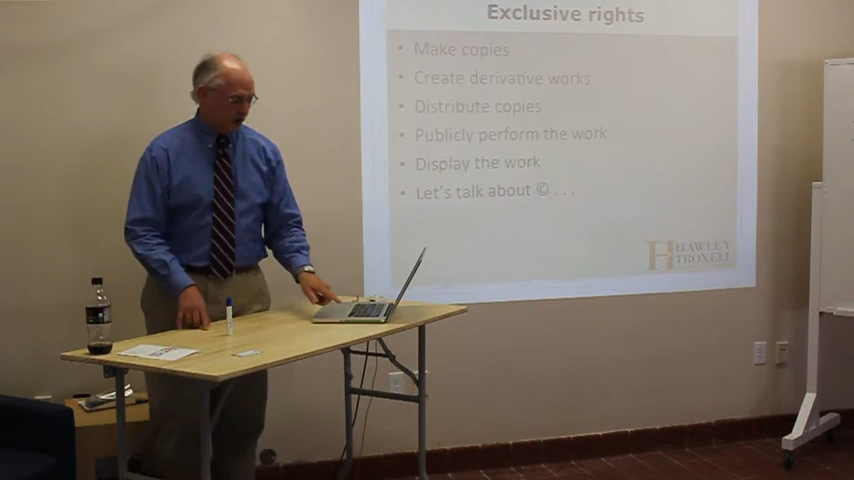 Exclusive rights
• Make copies
• Create derivative works
• Distribute copies
• Publicly perform the work
• Display the work
• Let's talk about © . . .
H HAWLEY
TROXELL